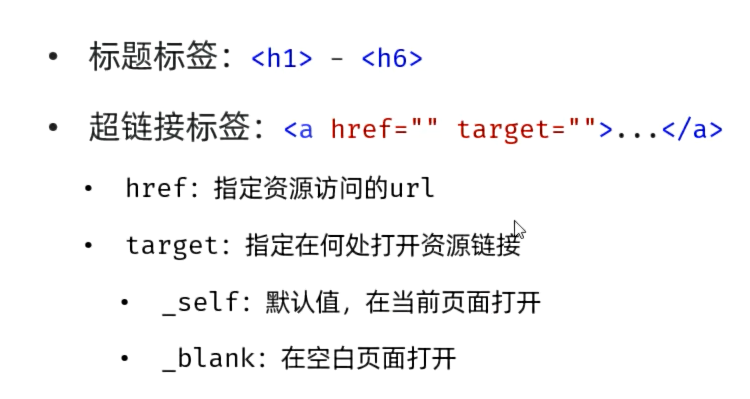 • 标题标签：<h1> - <h6>
• 超链接标签：<a href="" target="">...</a>
• href：指定资源访问的url
• target：指定在何处打开资源链接
• _self：默认值，在当前页面打开
• _blank：在空白页面打开